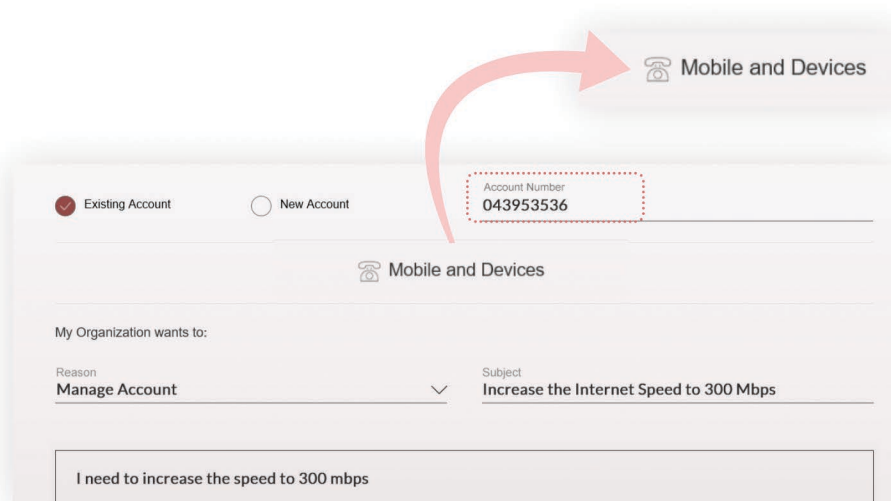 Mobile and Devices
Existing Account
New Account
Account Number
043953536
Mobile and Devices
My Organization wants to:
Reason
Manage Account
Subject
Increase the Internet Speed to 300 Mbps
I need to increase the speed to 300 mbps